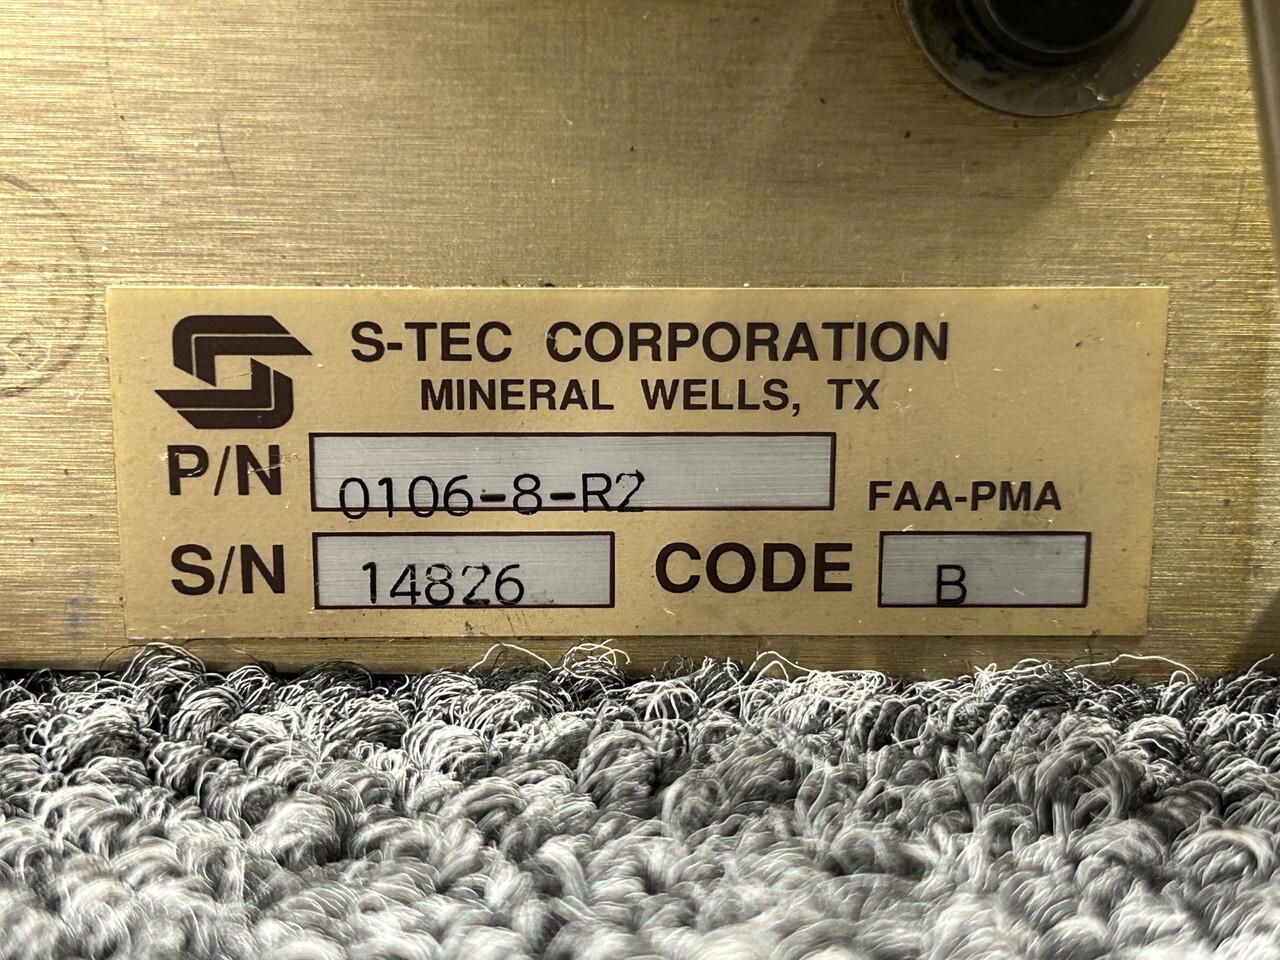 S-TEC CORPORATION
MINERAL WELLS, TX
P/N 0106-8-R2 FAA-PMA
S/N 14826 CODE B